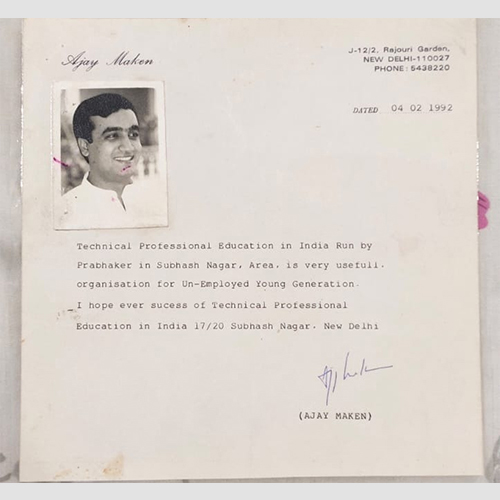 Ajay Maken
J-12/2, Rajouri Garden,
NEW DELHI-110027
PHONE: 5438220
DATED 04 02 1992
Technical Professional Education in India Run by
Prabhaker in Subhash Nagar, Area. is very usefull.
organisation for Un-Employed Young Generation.
I hope ever sucess of Technical Professional
Education in India 17/20 Subhash Nagar. New Delhi
(AJAY MAKEN)